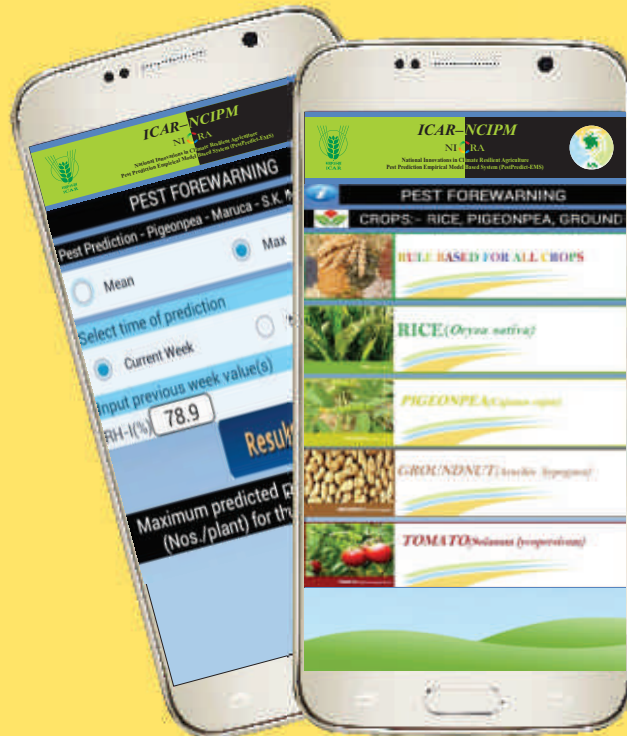 ICAR–NCIPM
NICRA
National Innovations in Climate Resilient Agriculture
Pest Prediction Empirical Model Based System (PestPredict-EMS)
PEST FOREWARNING
Pest Prediction - Pigeonpea - Maruca - S.K.
Mean
Max
Select time of prediction
Current Week
Input previous week value(s)
RH-I(%)
78.9
Maximum predicted
(Nos./plant) for
ICAR–NCIPM
NICRA
National Innovations in Climate Resilient Agriculture
Pest Prediction Empirical Model Based System (PestPredict-EMS)
PEST FOREWARNING
CROPS:- RICE, PIGEONPEA, GROUND
RULE BASED FOR ALL CROPS
RICE (Oryza sativa)
PIGEONPEA (Cajanus cajan)
GROUNDNUT (Arachis hypogaea)
TOMATO (Solanum lycopersicum)